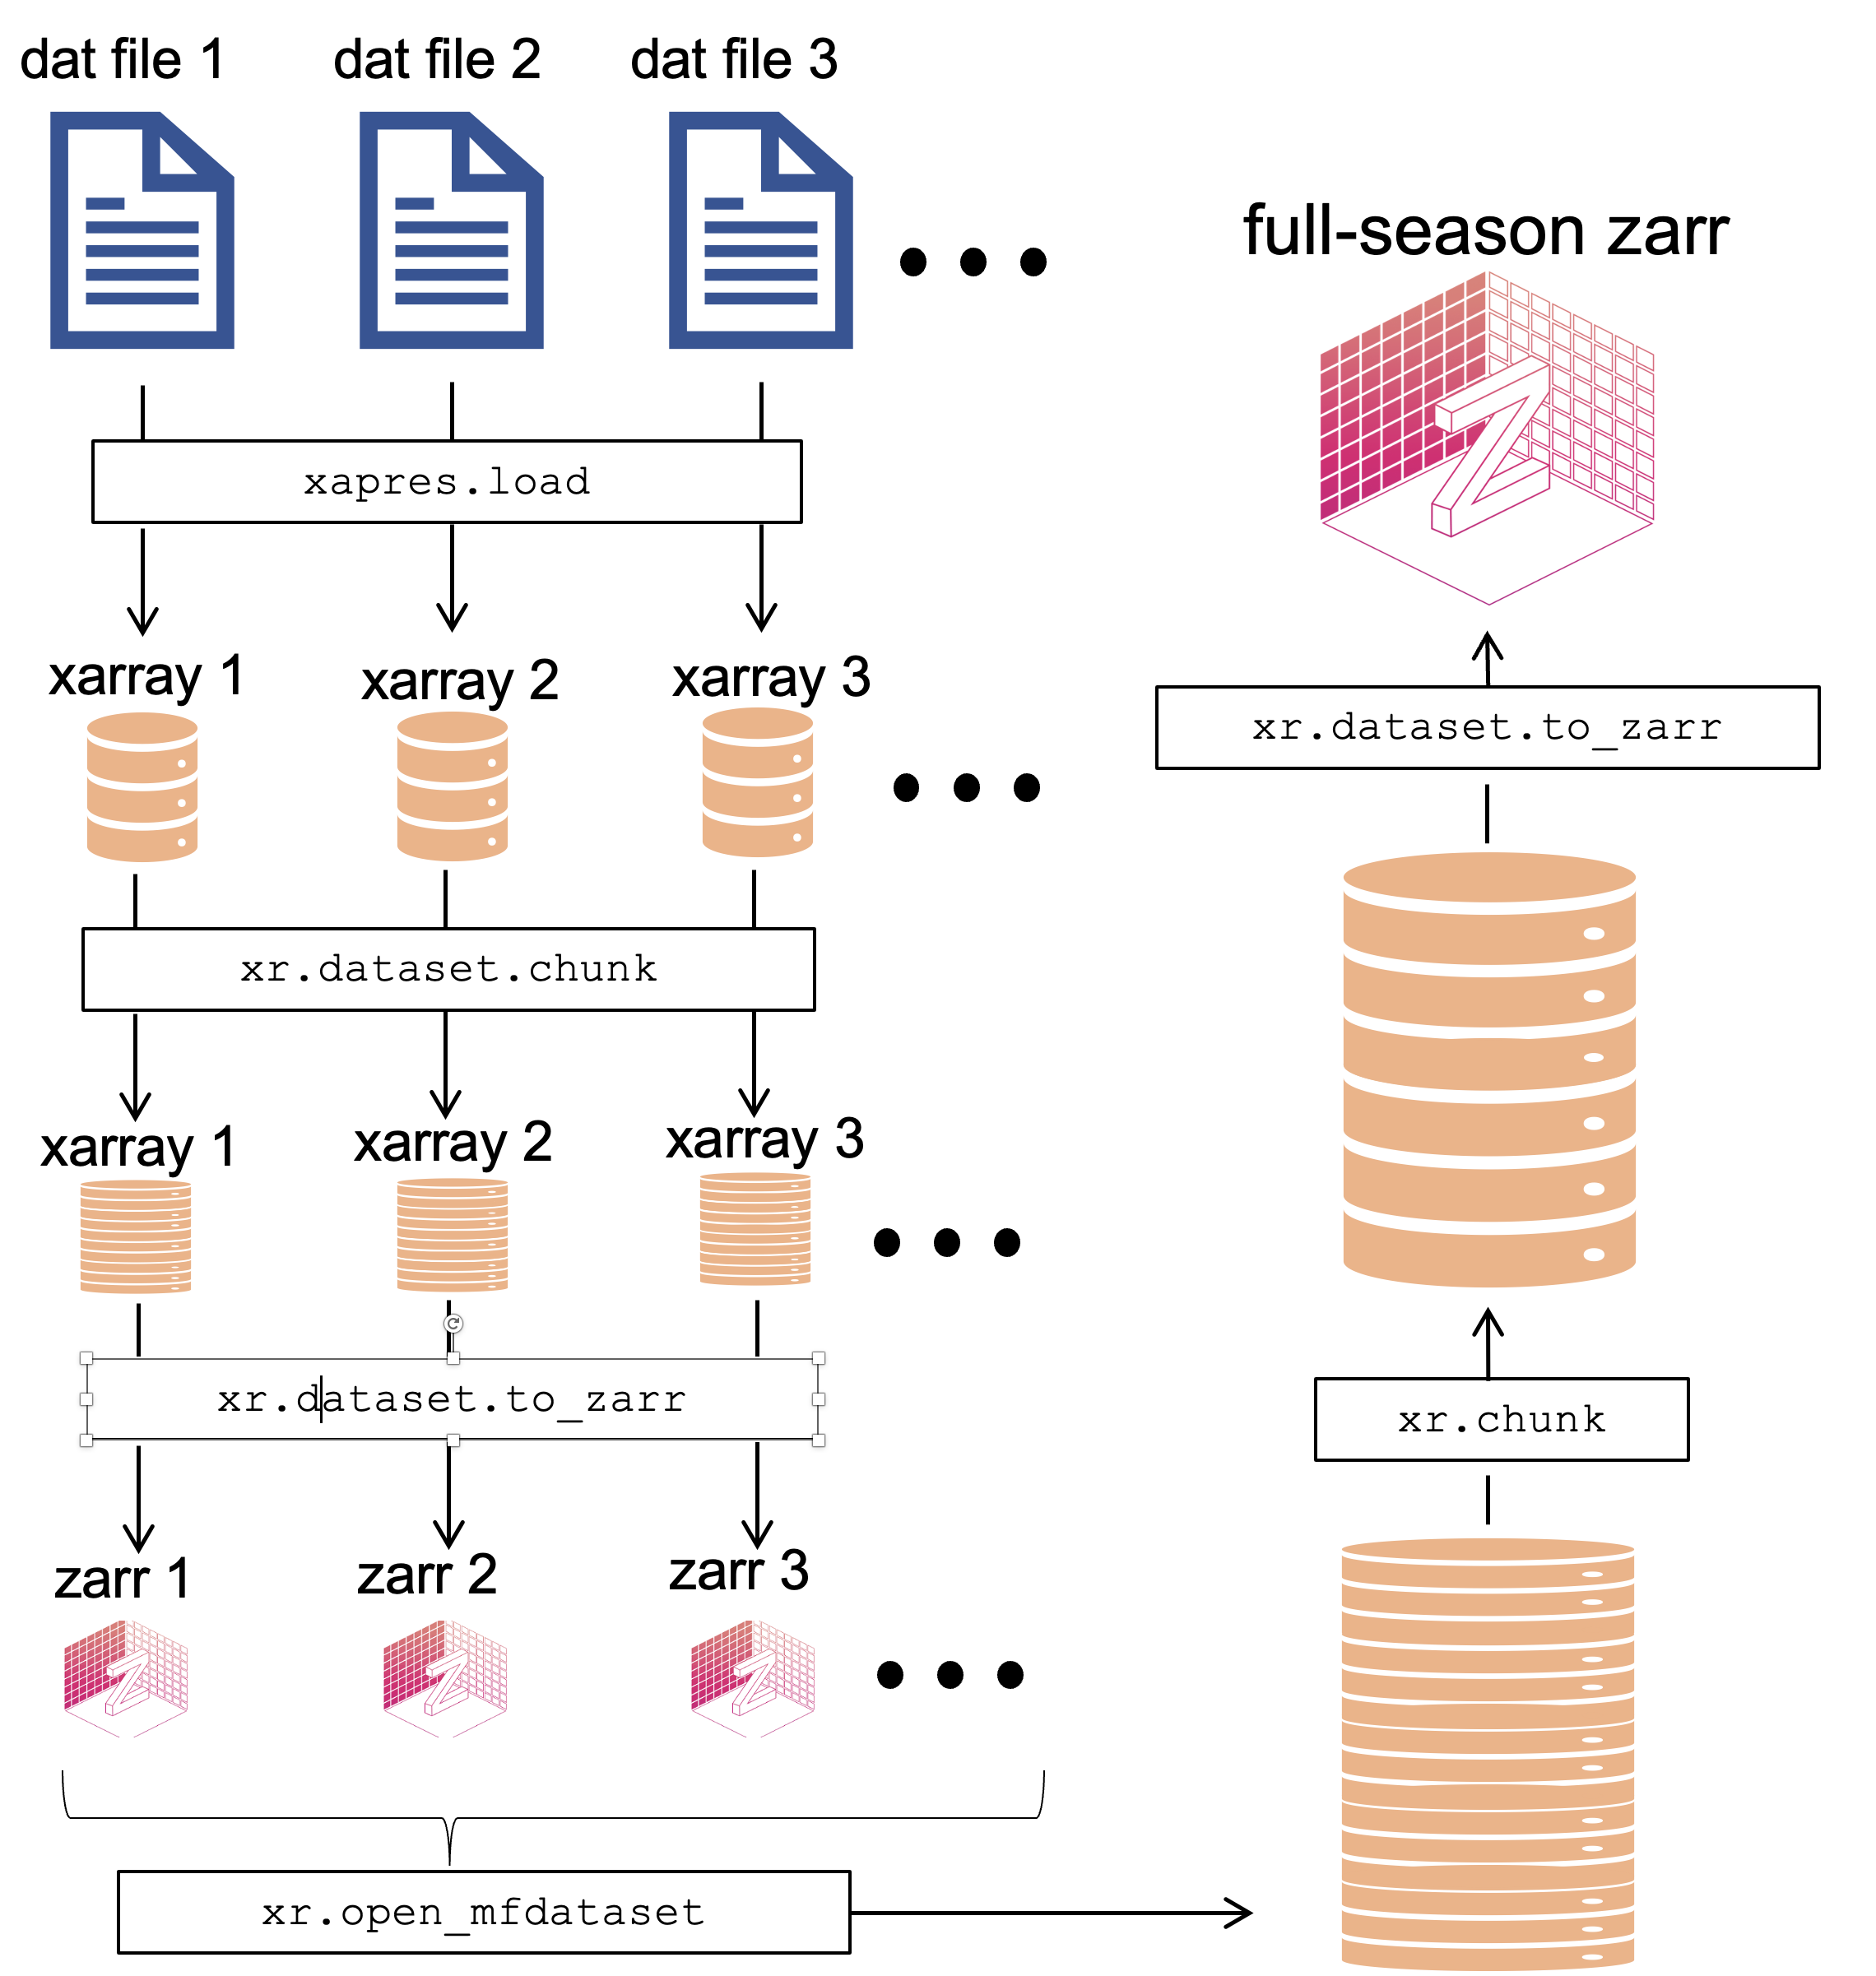 dat file 1
dat file 2
dat file 3
full-season zarr
xapres.load
xarray 1
xarray 2
xarray 3
xr.dataset.to_zarr
xr.dataset.chunk
xarray 1
xarray 2
xarray 3
xr.dataset.to_zarr
xr.chunk
zarr 1
zarr 2
zarr 3
xr.open_mfdataset